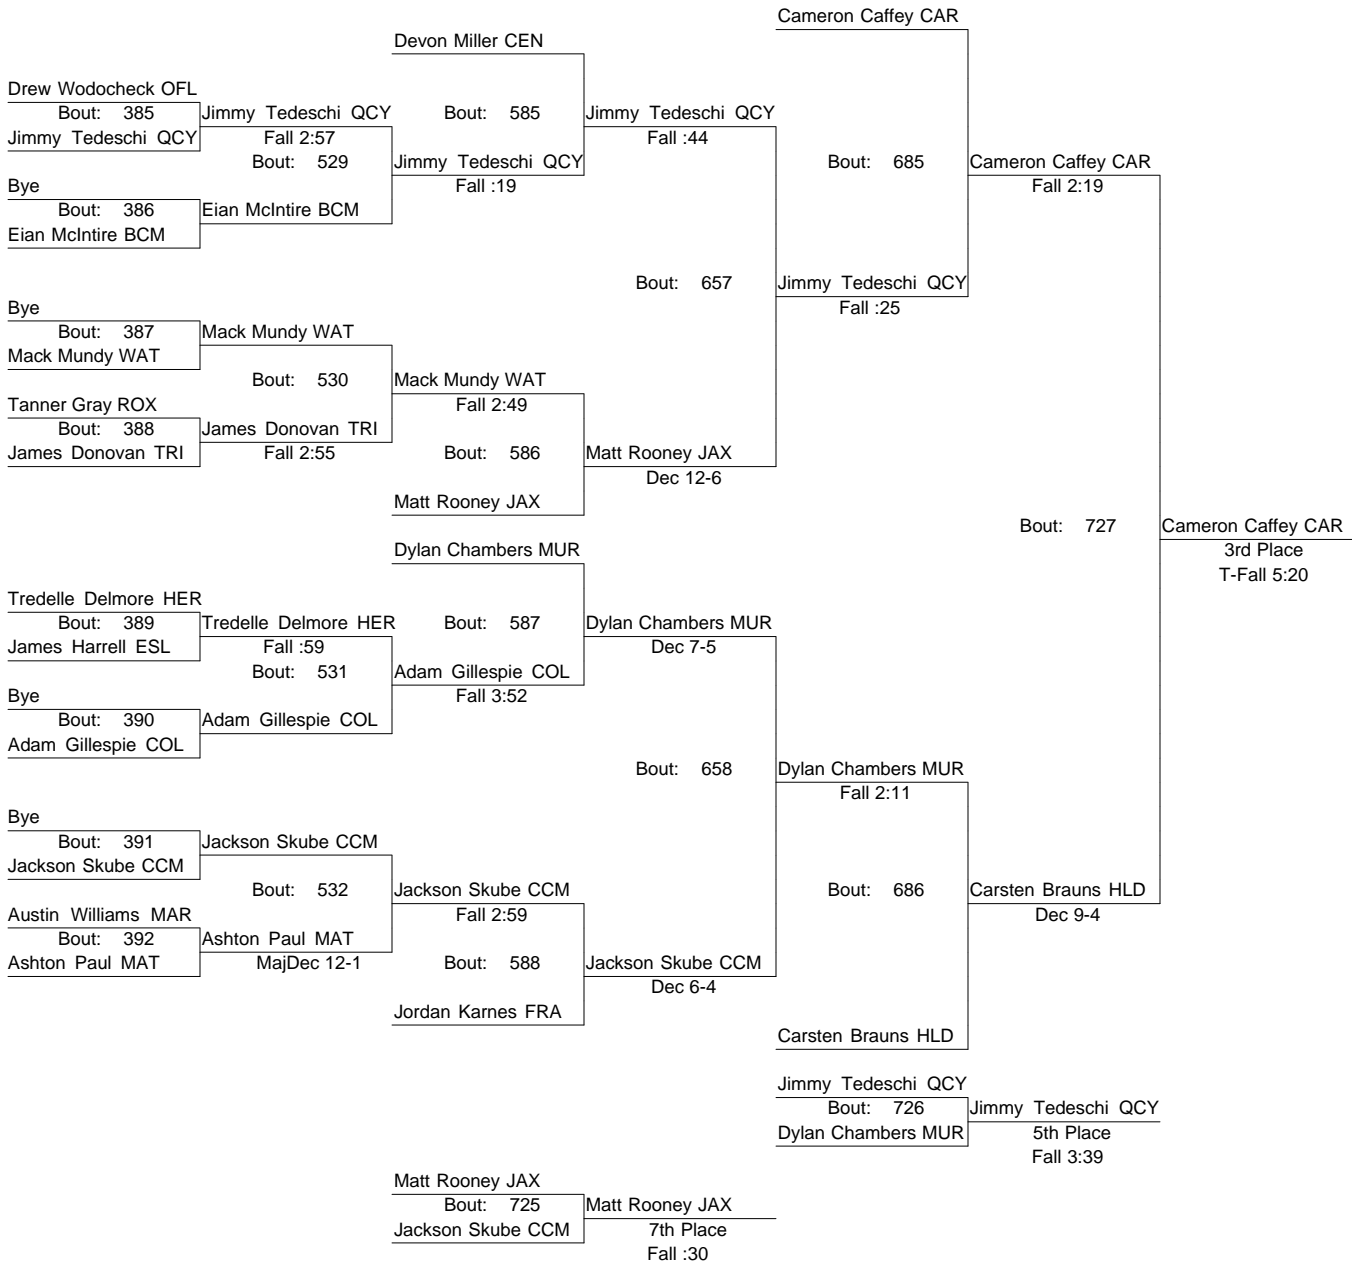 Cameron Caffey CAR
Devon Miller CEN
Drew Wodocheck OFL
Bout: 385
Jimmy Tedeschi QCY
Jimmy Tedeschi QCY
Fall 2:57
Bout: 529
Bout: 585
Jimmy Tedeschi QCY
Fall :44
Jimmy Tedeschi QCY
Fall :19
Bout: 685
Cameron Caffey CAR
Fall 2:19
Bye
Bout: 386
Eian McIntire BCM
Eian McIntire BCM
Bout: 657
Jimmy Tedeschi QCY
Fall :25
Bye
Bout: 387
Mack Mundy WAT
Mack Mundy WAT
Bout: 530
Mack Mundy WAT
Fall 2:49
Tanner Gray ROX
Bout: 388
James Donovan TRI
James Donovan TRI
Fall 2:55
Bout: 586
Matt Rooney JAX
Dec 12-6
Matt Rooney JAX
Bout: 727
Cameron Caffey CAR
3rd Place
T-Fall 5:20
Dylan Chambers MUR
Tredelle Delmore HER
Bout: 389
James Harrell ESL
Tredelle Delmore HER
Fall :59
Bout: 531
Bout: 587
Dylan Chambers MUR
Dec 7-5
Adam Gillespie COL
Fall 3:52
Bye
Bout: 390
Adam Gillespie COL
Adam Gillespie COL
Bout: 658
Dylan Chambers MUR
Fall 2:11
Bye
Bout: 391
Jackson Skube CCM
Jackson Skube CCM
Bout: 532
Jackson Skube CCM
Fall 2:59
Bout: 686
Carsten Brauns HLD
Dec 9-4
Austin Williams MAR
Bout: 392
Ashton Paul MAT
Ashton Paul MAT
MajDec 12-1
Bout: 588
Jackson Skube CCM
Dec 6-4
Jordan Karnes FRA
Carsten Brauns HLD
Jimmy Tedeschi QCY
Bout: 726
Dylan Chambers MUR
Jimmy Tedeschi QCY
5th Place
Fall 3:39
Matt Rooney JAX
Bout: 725
Jackson Skube CCM
Matt Rooney JAX
7th Place
Fall :30